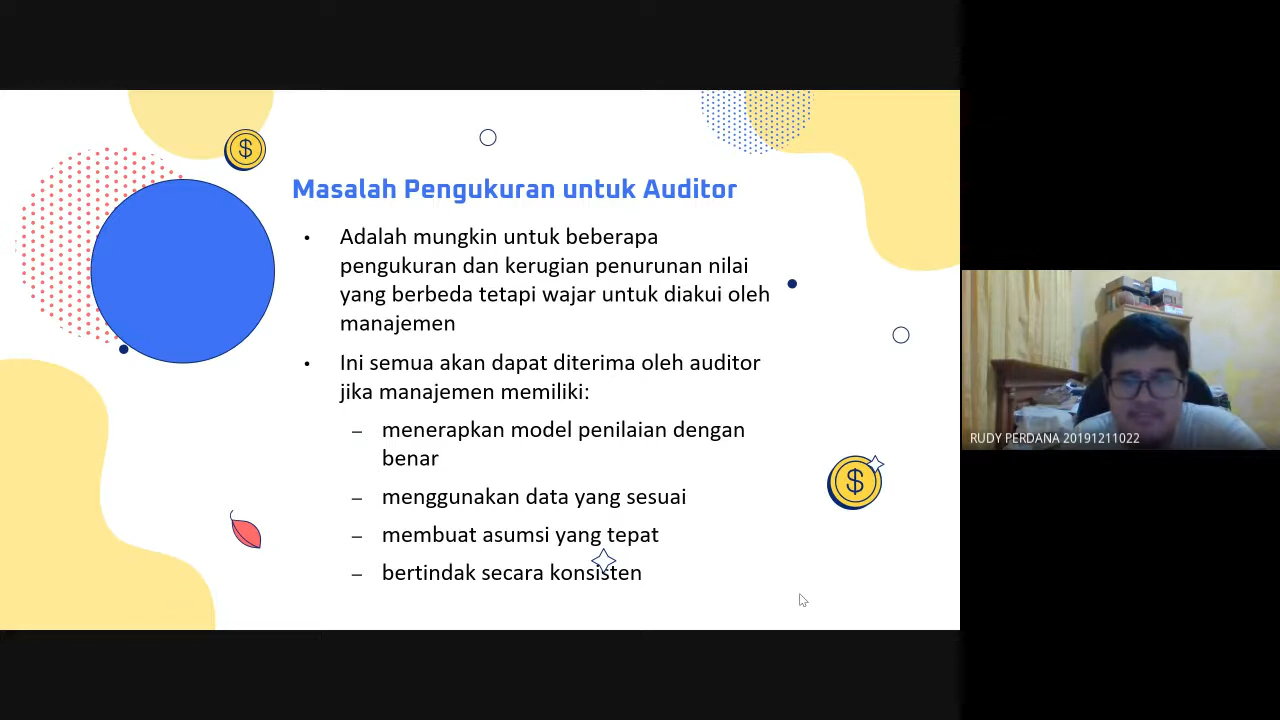 Masalah Pengukuran untuk Auditor
• Adalah mungkin untuk beberapa
pengukuran dan kerugian penurunan nilai
yang berbeda tetapi wajar untuk diakui oleh
manajemen
• Ini semua akan dapat diterima oleh auditor
jika manajemen memiliki:
– menerapkan model penilaian dengan
benar
– menggunakan data yang sesuai
– membuat asumsi yang tepat
– bertindak secara konsisten
$
$
RUDY PERDANA 20191211022